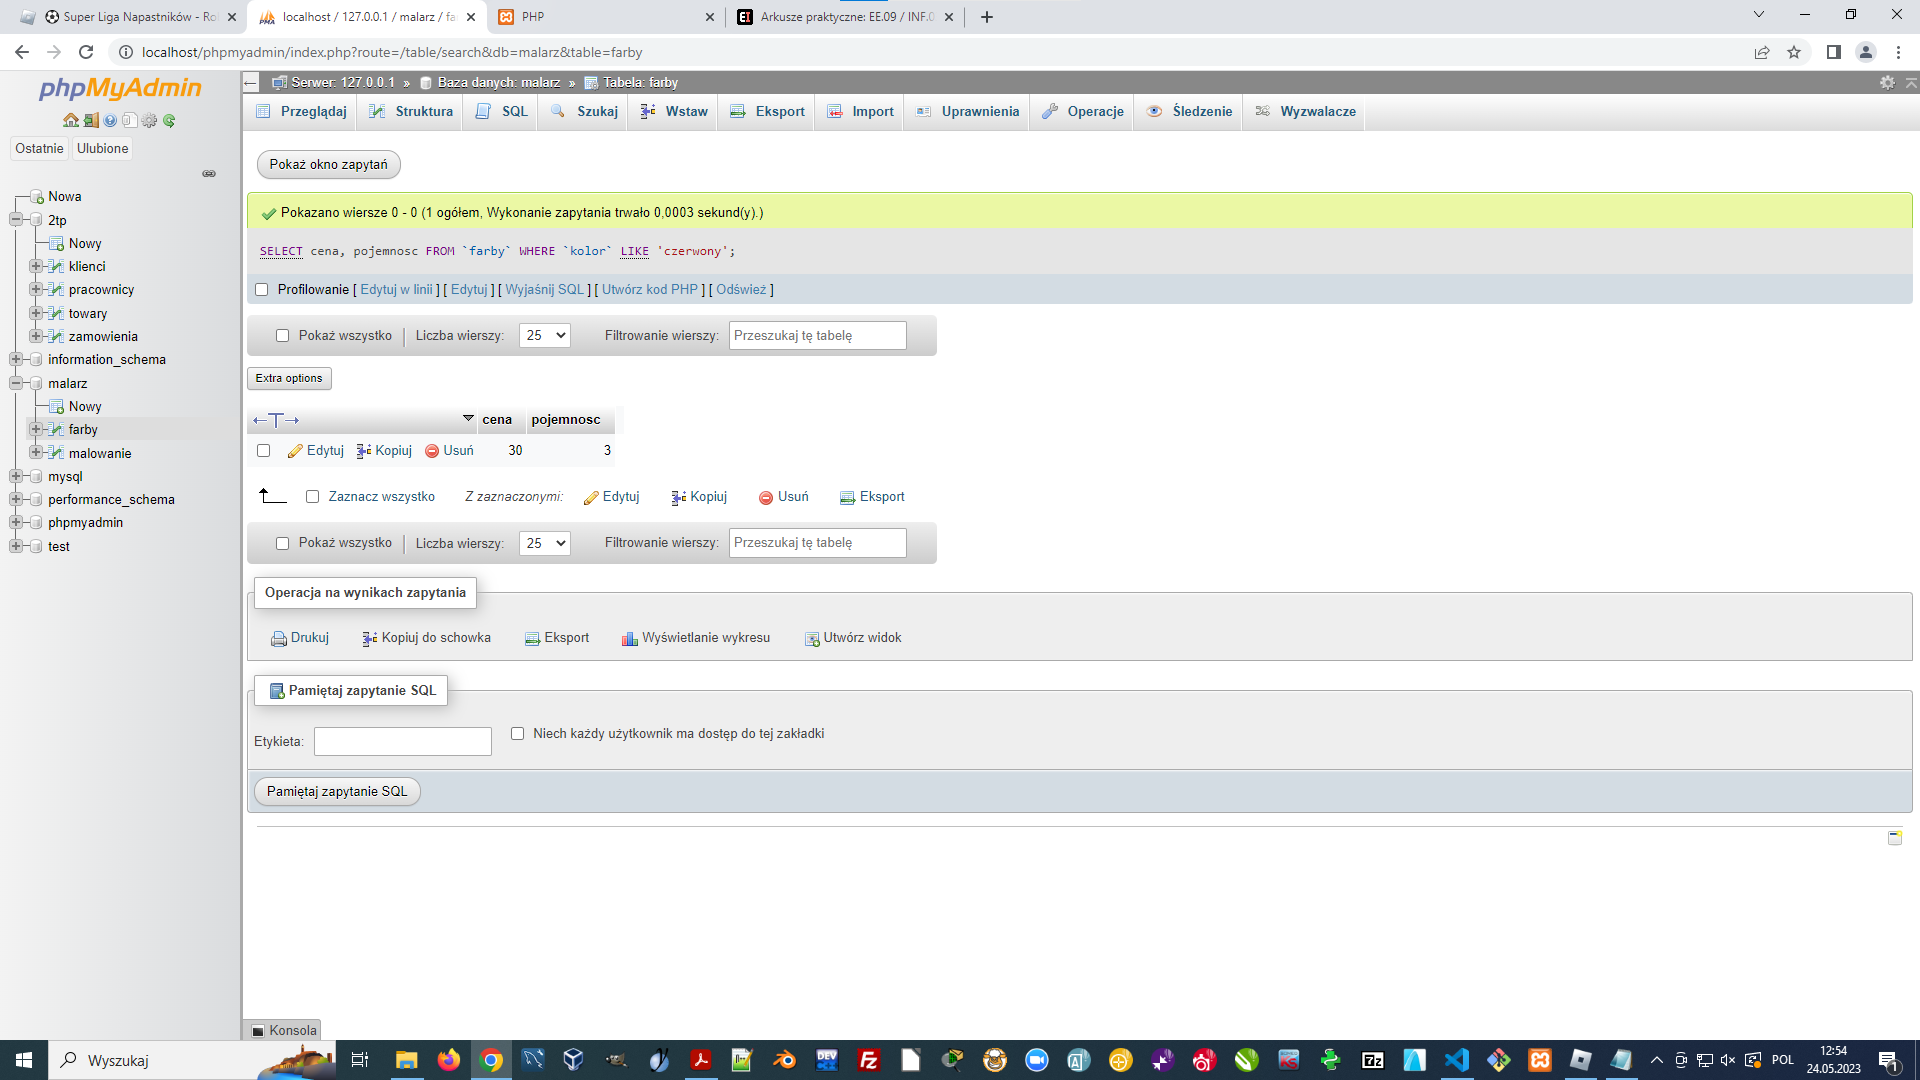 Super Liga Napastników - Rol
localhost / 127.0.0.1 / malarz / fa
PHP
Arkusze praktyczne: EE.09 / INF.0
localhost/phpmyadmin/index.php?route=/table/search&db=malarz&table=farby
phpMyAdmin
Serwer: 127.0.0.1 » Baza danych: malarz » Tabela: farby
Przeglądaj Struktura SQL Szukaj Wstaw Eksport Import Uprawnienia Operacje Śledzenie Wyzwalacze
Ostatnie Ulubione
Nowa
2tp
Nowy
klienci
pracownicy
towary
zamowienia
information_schema
malarz
Nowy
farby
malowanie
mysql
performance_schema
phpmyadmin
test
Pokaż okno zapytań
Pokazano wiersze 0 - 0 (1 ogółem, Wykonanie zapytania trwało 0,0003 sekund(y).)
SELECT cena, pojemnosc FROM `farby` WHERE `kolor` LIKE 'czerwony';
Profilowanie [ Edytuj w linii ] [ Edytuj ] [ Wyjaśnij SQL ] [ Utwórz kod PHP ] [ Odśwież ]
Pokaż wszystko | Liczba wierszy: 25 Filtrowanie wierszy: Przeszukaj tę tabelę
Extra options
←T→ cena pojemnosc
Edytuj Kopiuj Usuń 30 3
Zaznacz wszystko Z zaznaczonymi: Edytuj Kopiuj Usuń Eksport
Pokaż wszystko | Liczba wierszy: 25 Filtrowanie wierszy: Przeszukaj tę tabelę
Operacja na wynikach zapytania
Drukuj Kopiuj do schowka Eksport Wyświetlanie wykresu Utwórz widok
Pamiętaj zapytanie SQL
Etykieta: Niech każdy użytkownik ma dostęp do tej zakładki
Pamiętaj zapytanie SQL
Konsola
Wyszukaj
POL
12:54
24.05.2023
1